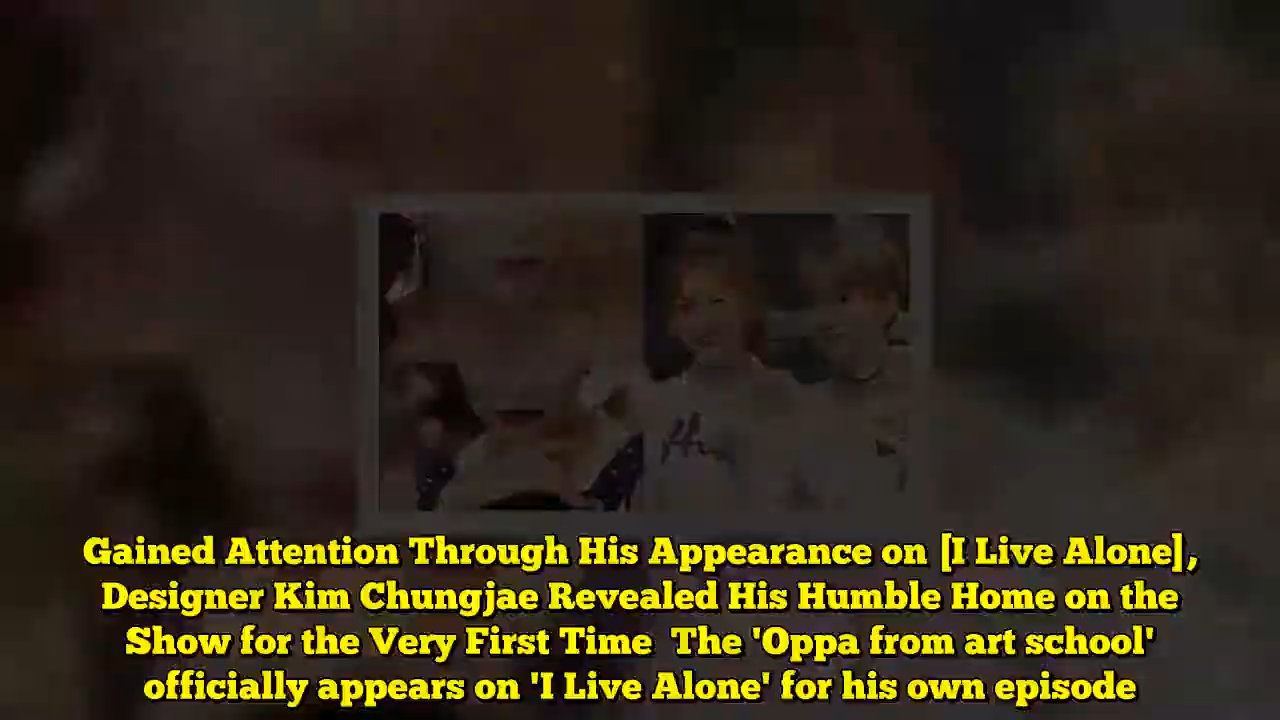 Gained Attention Through His Appearance on [I Live Alone],
Designer Kim Chungjae Revealed His Humble Home on the
Show for the Very First Time  The 'Oppa from art school'
officially appears on 'I Live Alone' for his own episode